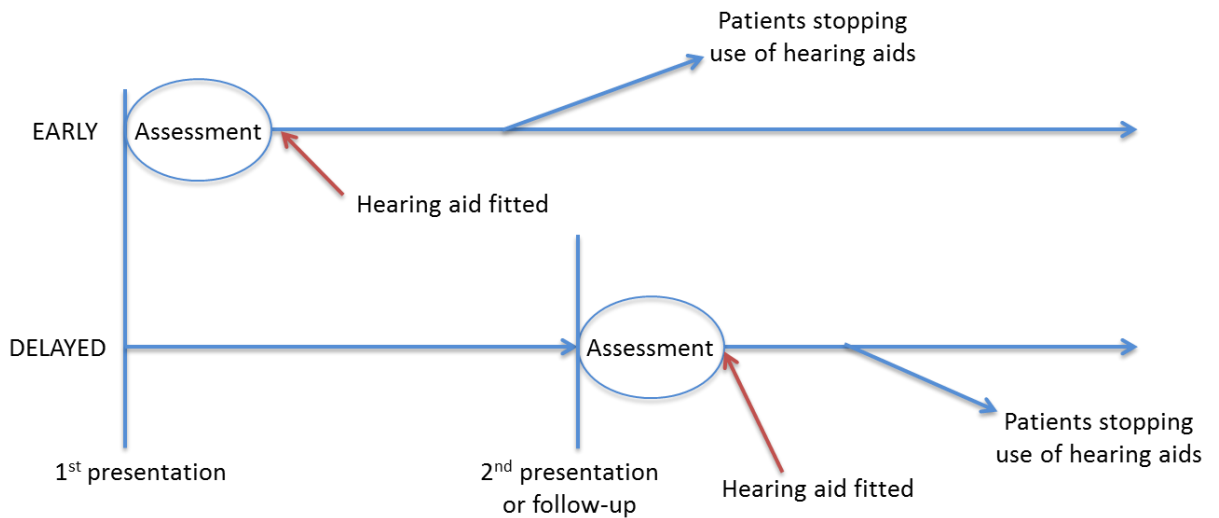 Patients stopping
use of hearing aids
EARLY
Assessment
Hearing aid fitted
DELAYED
Assessment
Patients stopping
use of hearing aids
1st presentation
2nd presentation
or follow-up
Hearing aid fitted